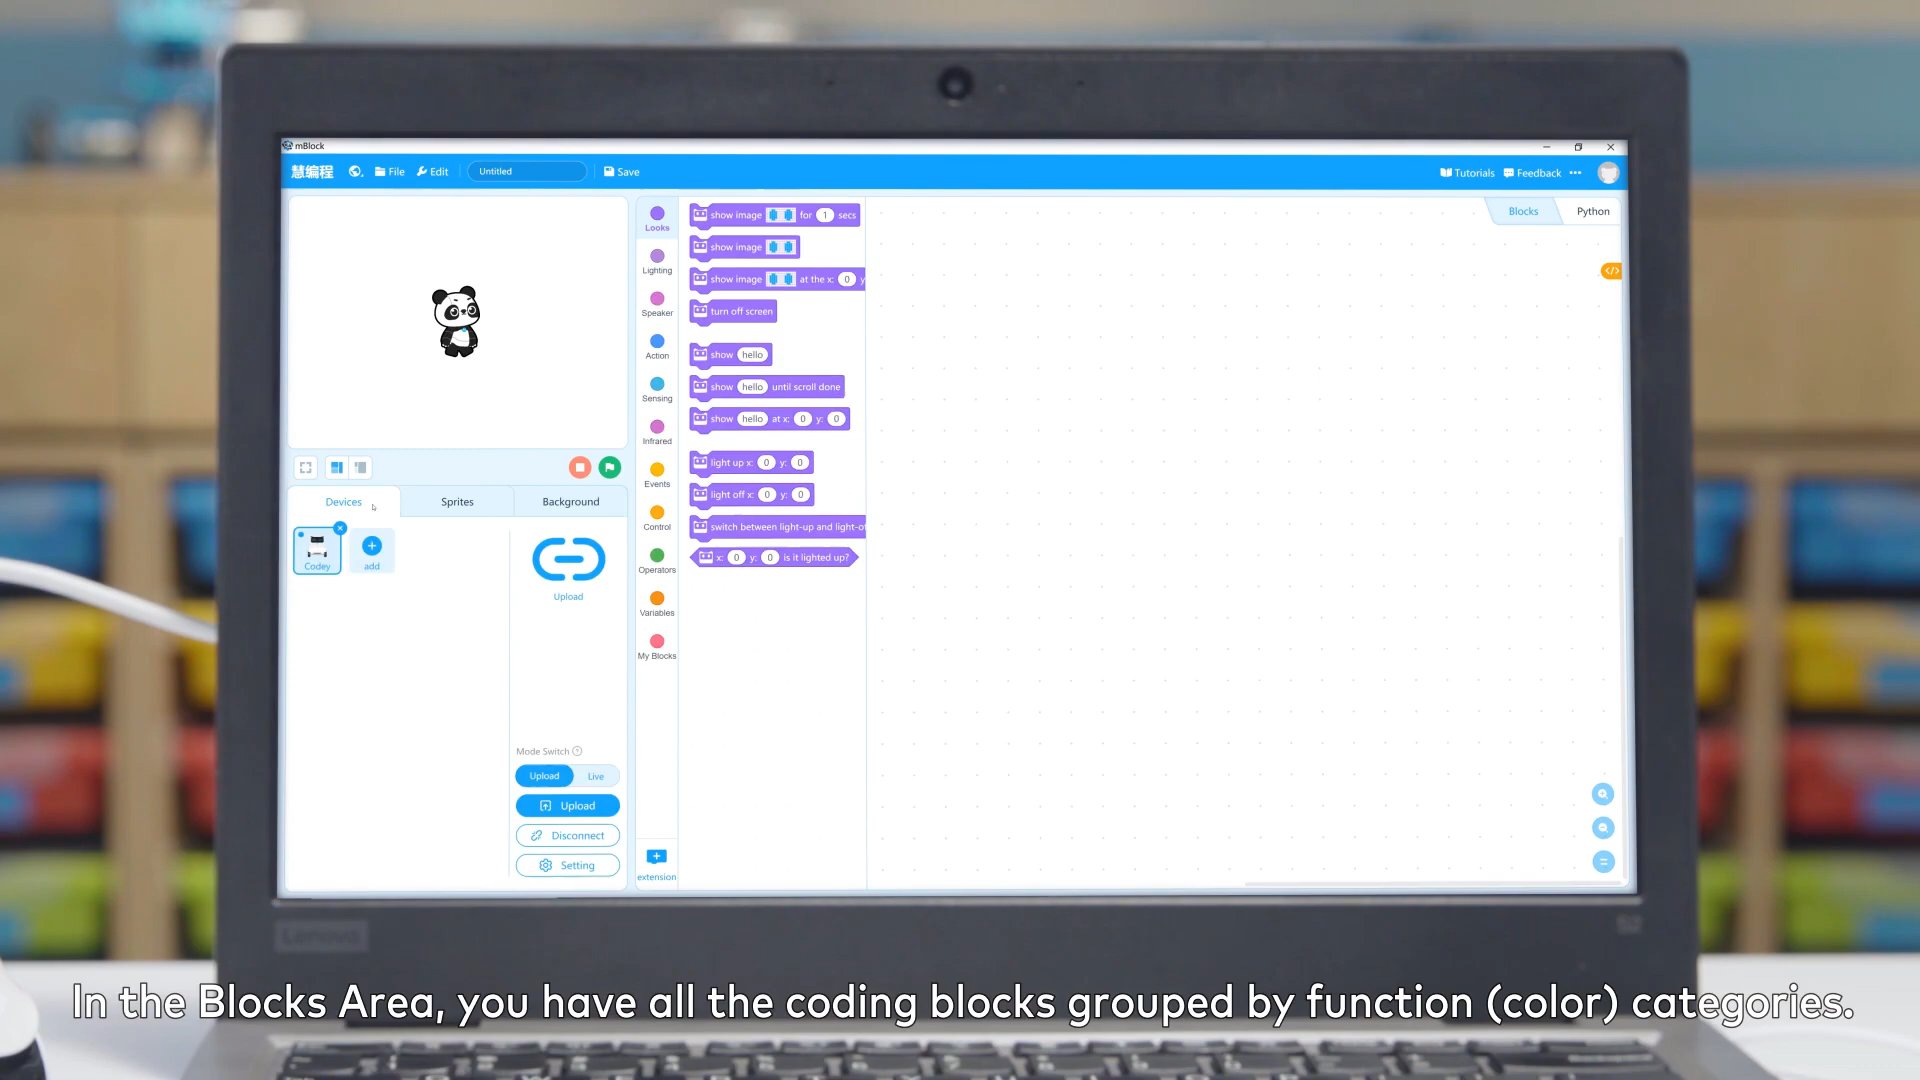 mBlock
慧编程 File Edit Untitled Save Tutorials Feedback
Looks
Lighting
Speaker
Action
Sensing
Infrared
Events
Control
Operators
Variables
My Blocks
extension
show image for 1 secs
show image
show image at the x: 0 y
turn off screen
show hello
show hello until scroll done
show hello at x: 0 y: 0
light up x: 0 y: 0
light off x: 0 y: 0
switch between light-up and light-o
x: 0 y: 0 is it lighted up?
Blocks Python
</>
Devices Sprites Background
Codey
add
Upload
Mode Switch
Upload Live
Upload
Disconnect
Setting
Lenovo
In the Blocks Area, you have all the coding blocks grouped by function (color) categories.